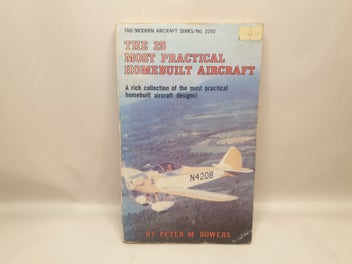 TAB/MODERN AIRCRAFT SERIES/No. 2250
THE 25
MOST PRACTICAL
HOMEBUILT AIRCRAFT
A rich collection of the most practical
homebuilt aircraft designs!
N4208
BY PETER M BOWERS